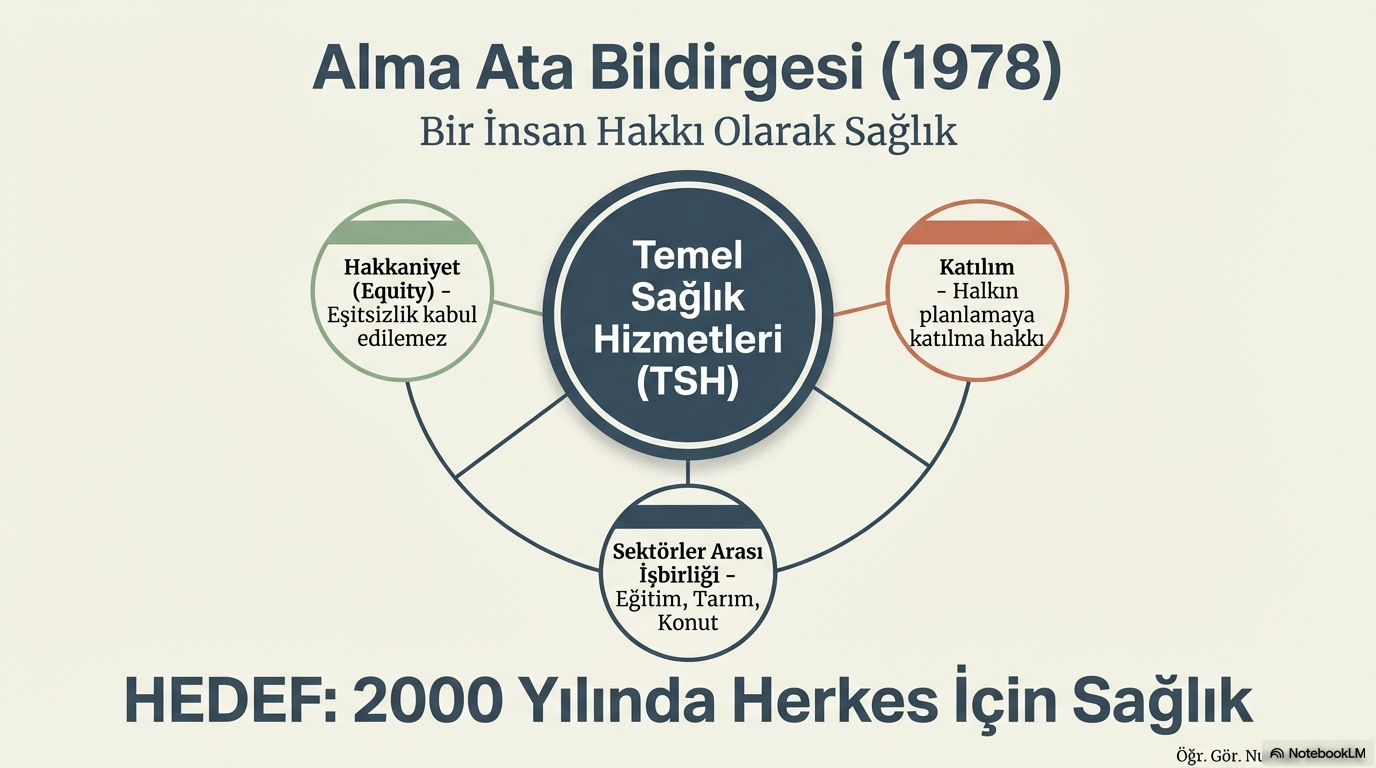 Alma Ata Bildirgesi (1978)
Bir İnsan Hakkı Olarak Sağlık
Hakkaniyet
(Equity) –
Eşitsizlik kabul
edilemez
Temel
Sağlık
Hizmetleri
(TSH)
Katılım
– Halkın
planlamaya
katılma hakkı
Sektörler Arası
İşbirliği –
Eğitim, Tarım,
Konut
HEDEF: 2000 Yılında Herkes İçin Sağlık
Öğr. Gör.
NotebookLM